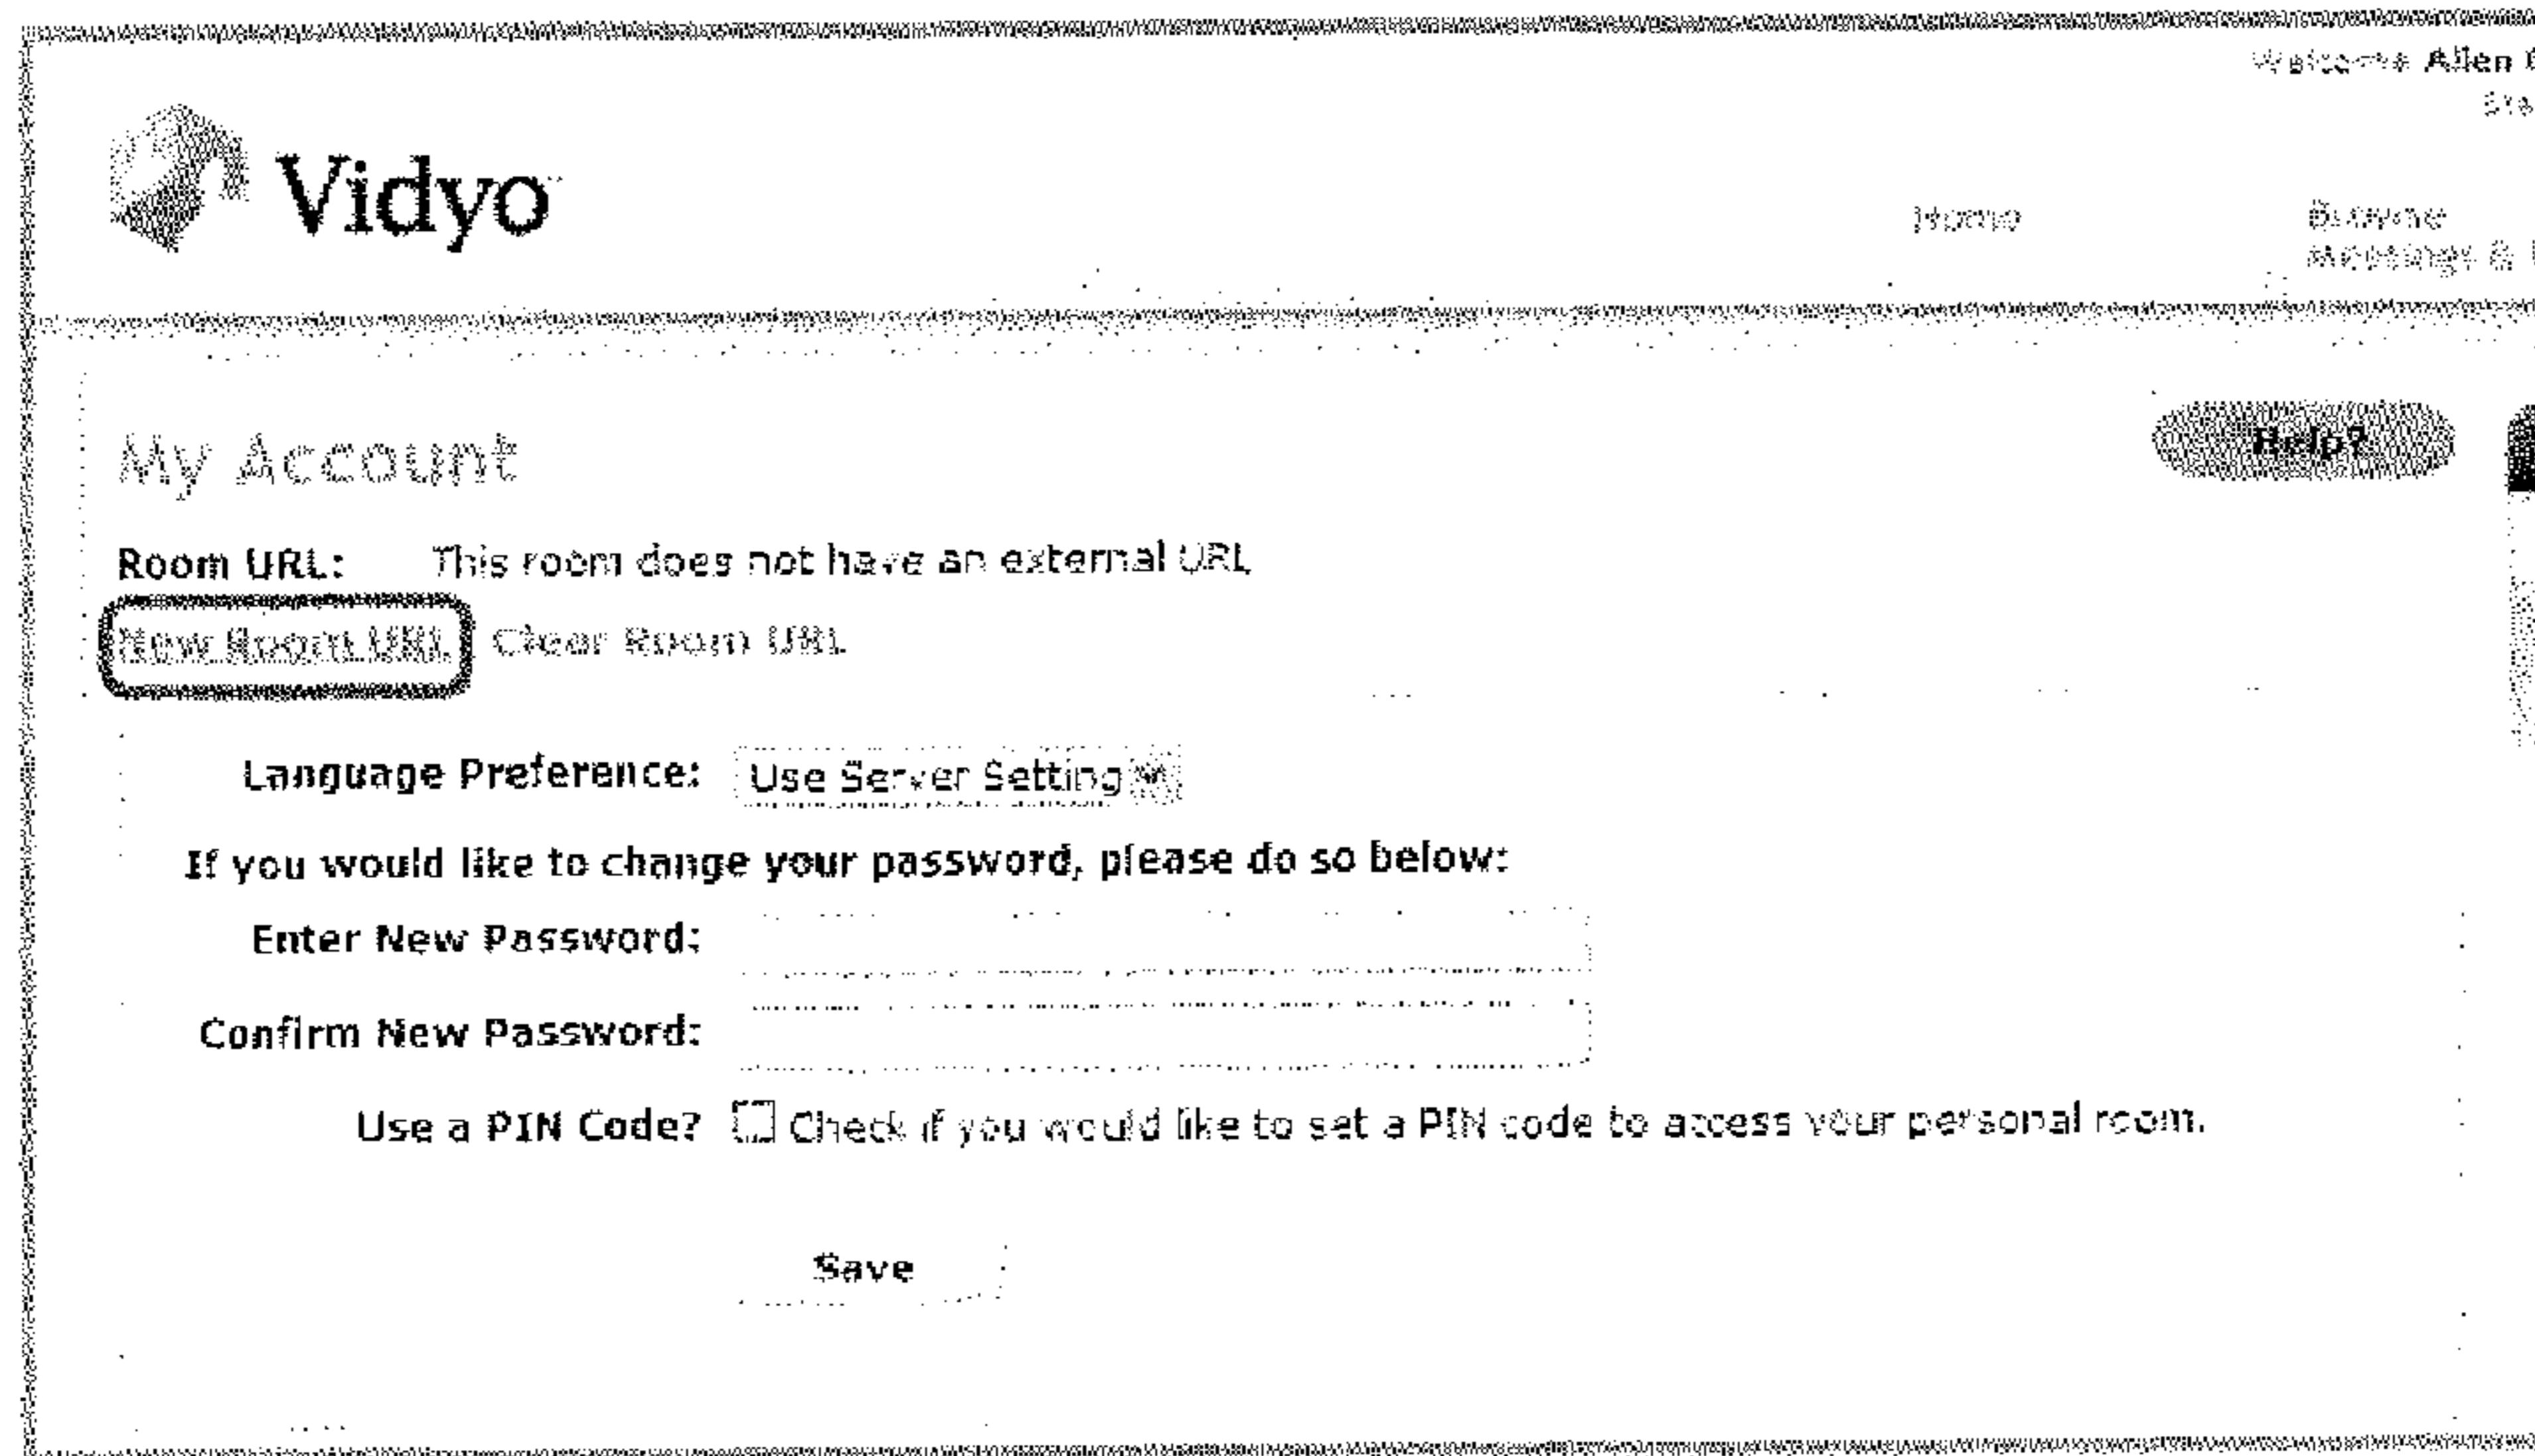 Welcome Allen
Vidyo
Home
Browse
Meetings &
My Account
Help?
Room URL: This room does not have an external URL
New Room URL Clear Room URL
Language Preference: Use Server Setting
If you would like to change your password, please do so below:
Enter New Password:
Confirm New Password:
Use a PIN Code? Check if you would like to set a PIN code to access your personal room.
Save